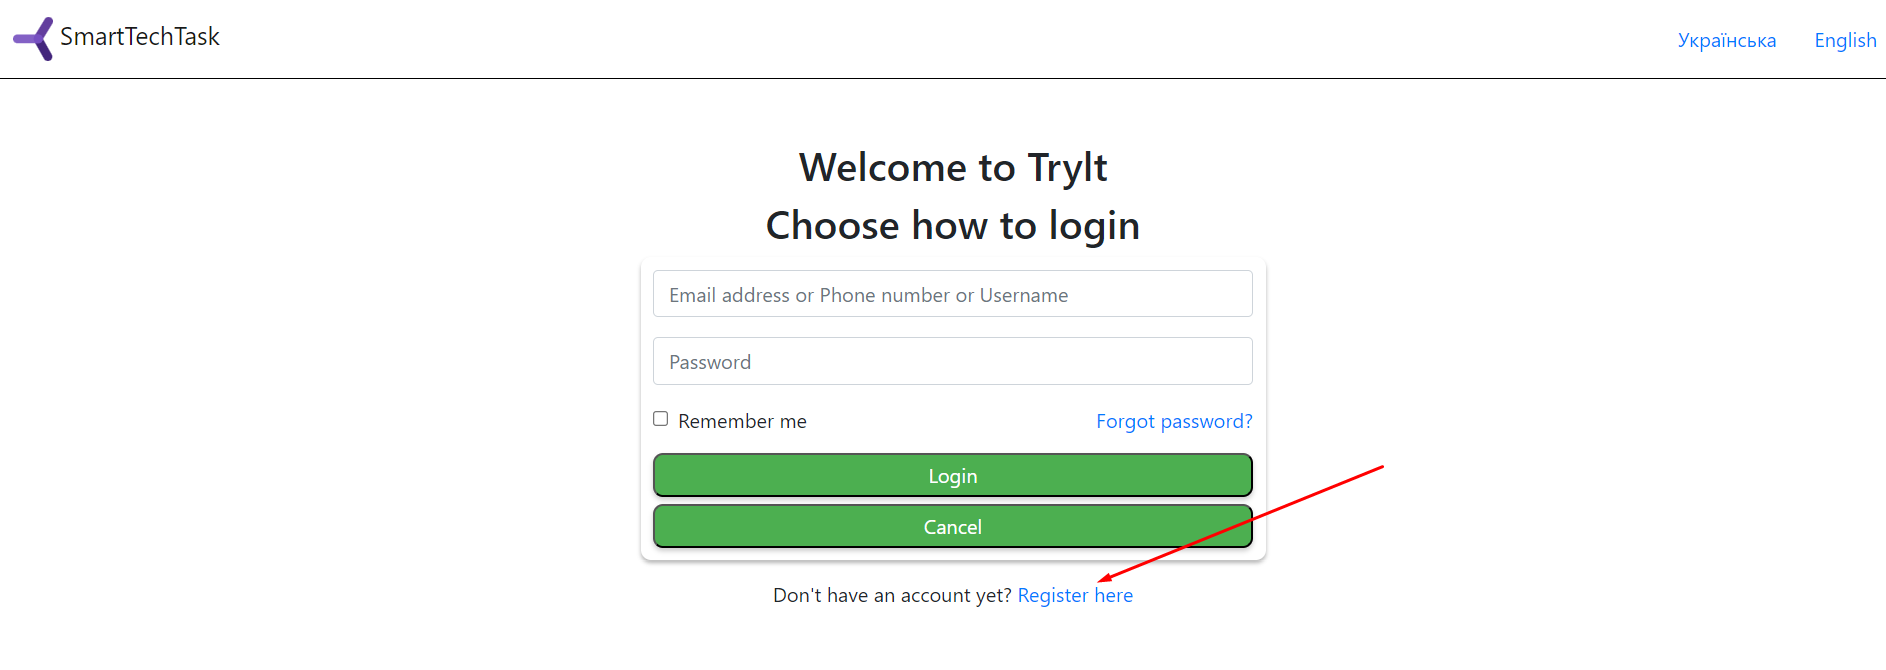 SmartTechTask
Українська English
Welcome to TryIt
Choose how to login
Email address or Phone number or Username
Password
Remember me Forgot password?
Login
Cancel
Don't have an account yet? Register here